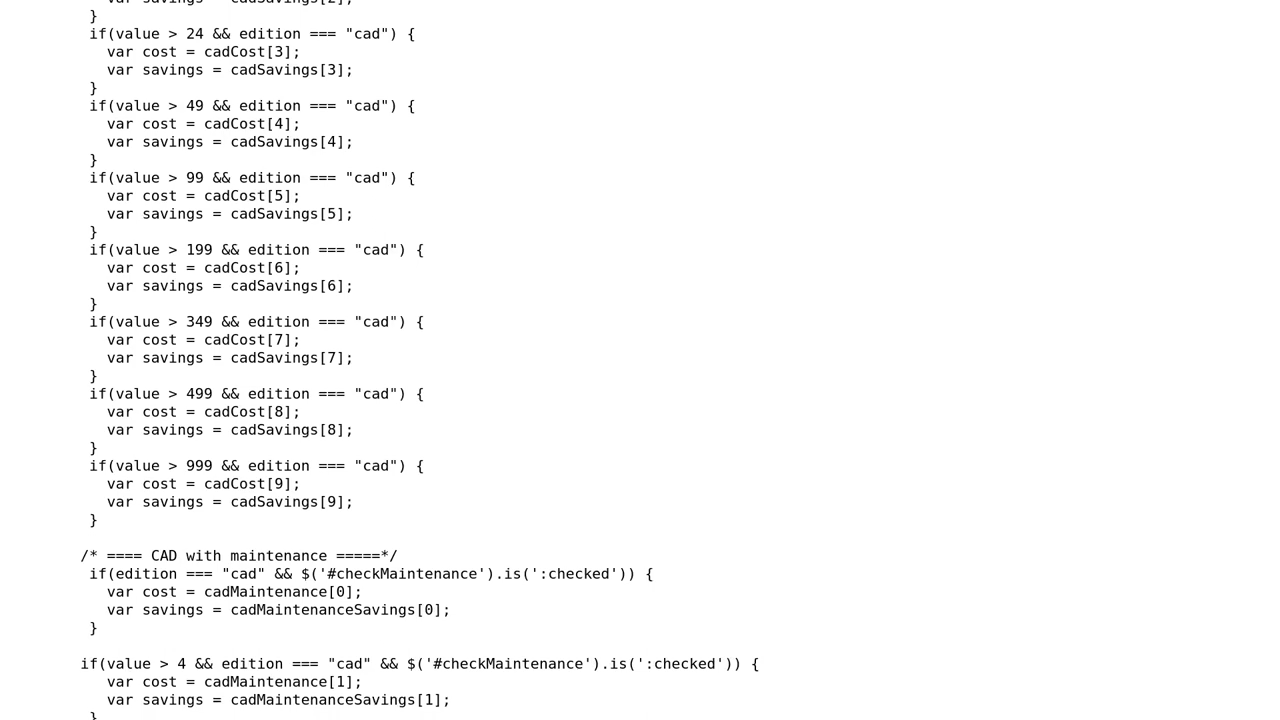 var savings = cadSavings[2];
}
if(value > 24 && edition === "cad") {
var cost = cadCost[3];
var savings = cadSavings[3];
}
if(value > 49 && edition === "cad") {
var cost = cadCost[4];
var savings = cadSavings[4];
}
if(value > 99 && edition === "cad") {
var cost = cadCost[5];
var savings = cadSavings[5];
}
if(value > 199 && edition === "cad") {
var cost = cadCost[6];
var savings = cadSavings[6];
}
if(value > 349 && edition === "cad") {
var cost = cadCost[7];
var savings = cadSavings[7];
}
if(value > 499 && edition === "cad") {
var cost = cadCost[8];
var savings = cadSavings[8];
}
if(value > 999 && edition === "cad") {
var cost = cadCost[9];
var savings = cadSavings[9];
}
/* ==== CAD with maintenance =====*/
if(edition === "cad" && $('#checkMaintenance').is(':checked')) {
var cost = cadMaintenance[0];
var savings = cadMaintenanceSavings[0];
}
if(value > 4 && edition === "cad" && $('#checkMaintenance').is(':checked')) {
var cost = cadMaintenance[1];
var savings = cadMaintenanceSavings[1];
}